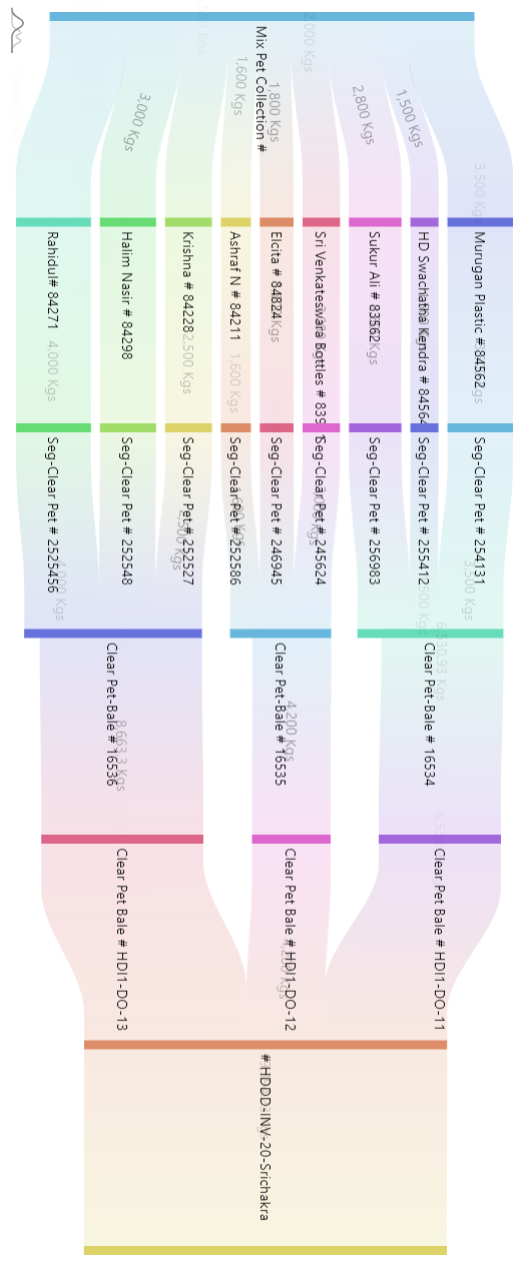 Mix Pet Collection #
3,000 Kgs
1,600 Kgs
1,800 Kgs
2,000 Kgs
2,800 Kgs
1,500 Kgs
Rahidul# 84271
Halim Nasir # 84298
Krishna # 84228
Ashraf N # 84211
Elcita # 84824
Sri Venkateswara Bottles #
Sukur Ali # 83562
HD Swachatha Kendra # 84564
Murugan Plastic # 84562
4,000 Kgs
2,500 Kgs
1,600 Kgs
Seg-Clear Pet # 2525456
Seg-Clear Pet # 252548
Seg-Clear Pet # 252527
Seg-Clear Pet # 252586
Seg-Clear Pet # 246945
Seg-Clear Pet # 245624
Seg-Clear Pet # 256983
Seg-Clear Pet # 255412
Seg-Clear Pet # 254131
3,500 Kgs
6,530.93 Kgs
Clear Pet-Bale # 16536
Clear Pet-Bale # 16535
Clear Pet-Bale # 16534
8,663.3 Kgs
4,200 Kgs
Clear Pet Bale # HDI1-DO-13
Clear Pet Bale # HDI1-DO-12
Clear Pet Bale # HDI1-DO-11
# HDDD-INV-20-Srichakra